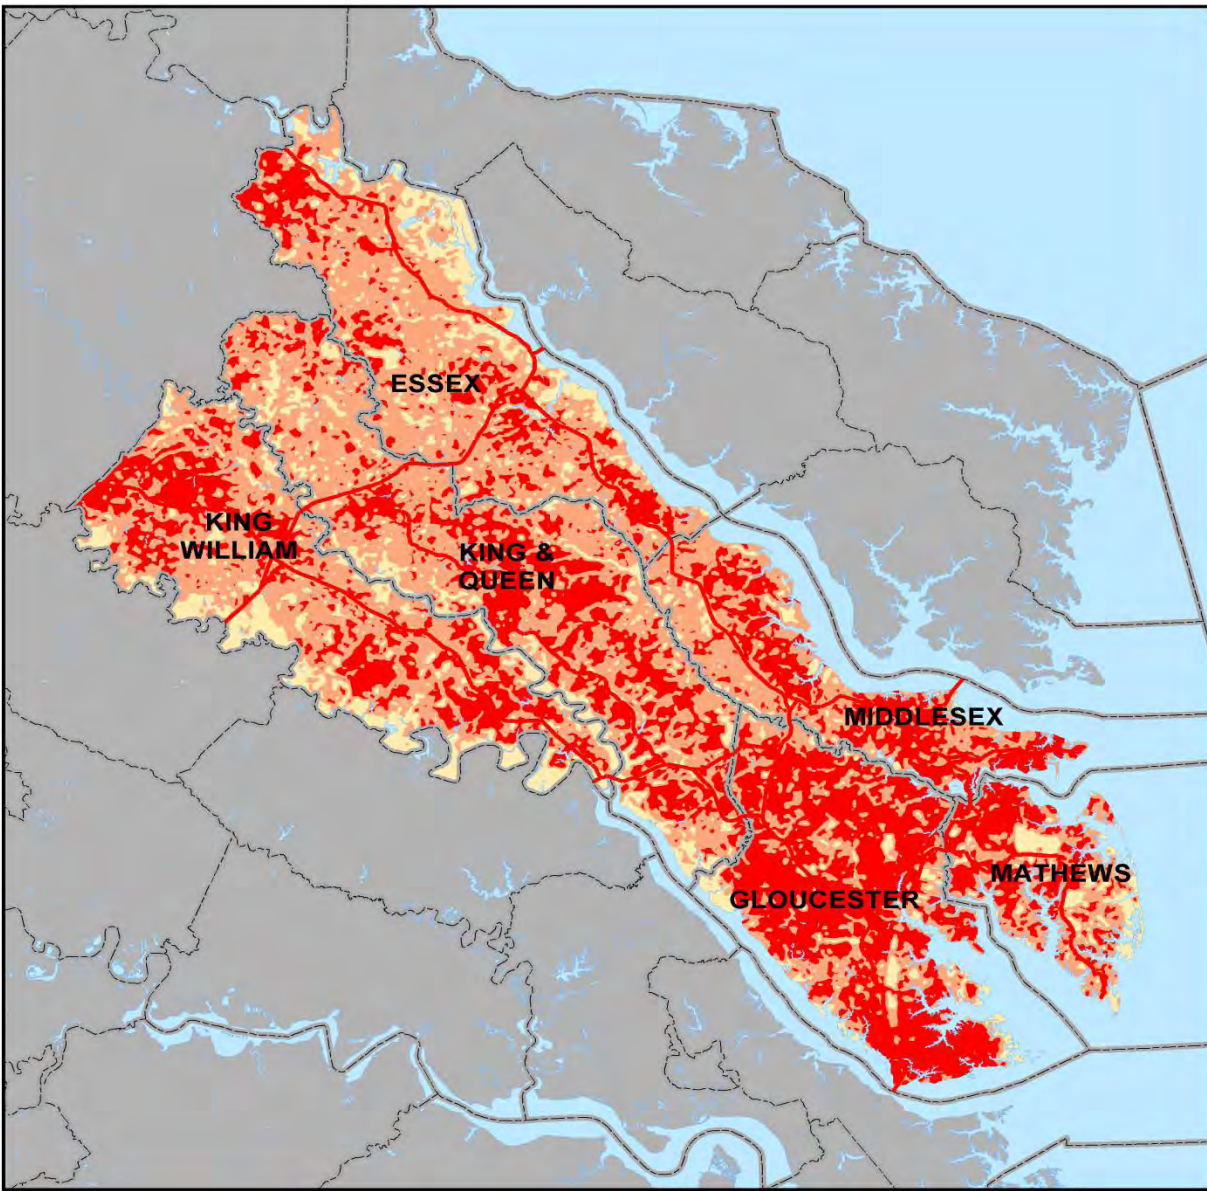 ESSEX
KING
WILLIAM
KING &
QUEEN
MIDDLESEX
MATHEWS
GLOUCESTER